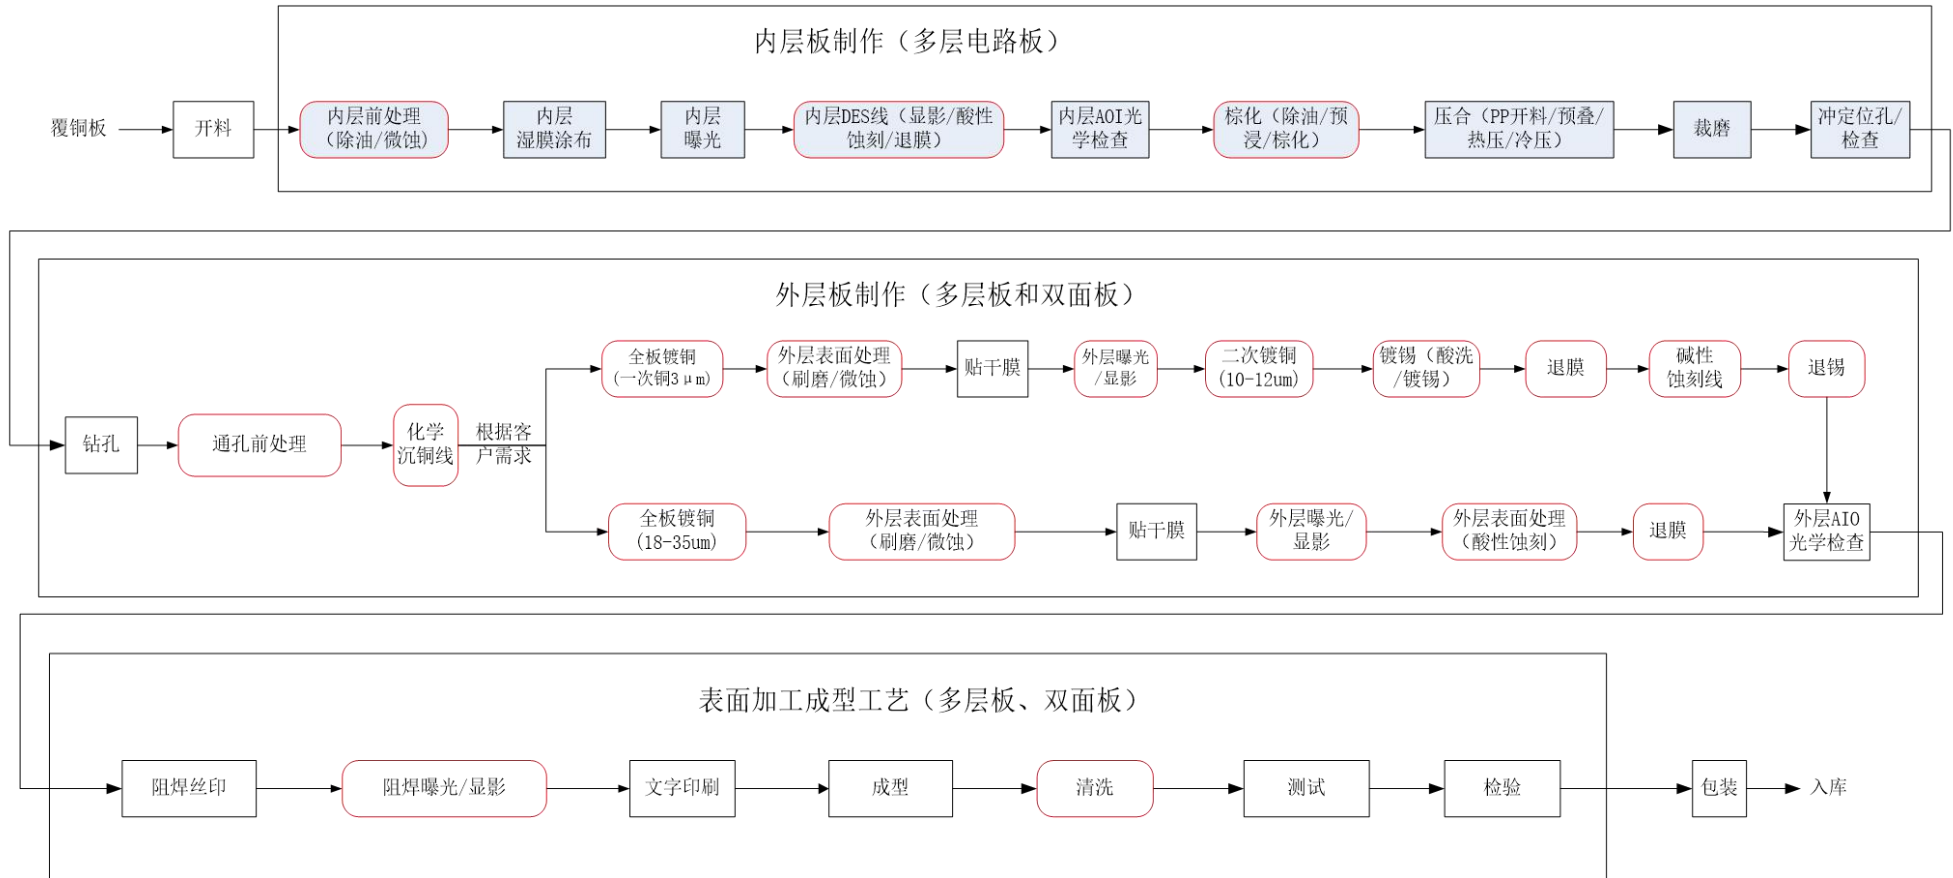 内层板制作（多层电路板）
覆铜板
开料
内层前处理
（除油/微蚀）
内层
湿膜涂布
内层
曝光
内层DES线（显影/酸性
蚀刻/退膜）
内层AOI光
学检查
棕化（除油/预
浸/棕化）
压合（PP开料/预叠/
热压/冷压）
裁磨
冲定位孔/
检查
外层板制作（多层板和双面板）
钻孔
通孔前处理
化学
沉铜线
根据客
户需求
全板镀铜
(一次铜3μm)
外层表面处理
（刷磨/微蚀）
贴干膜
外层曝光
/显影
二次镀铜
(10-12um)
镀锡（酸洗
/镀锡）
退膜
碱性
蚀刻线
退锡
全板镀铜
(18-35um)
外层表面处理
（刷磨/微蚀）
贴干膜
外层曝光/
显影
外层表面处理
（酸性蚀刻）
退膜
外层AIO
光学检查
表面加工成型工艺（多层板、双面板）
阻焊丝印
阻焊曝光/显影
文字印刷
成型
清洗
测试
检验
包装
入库